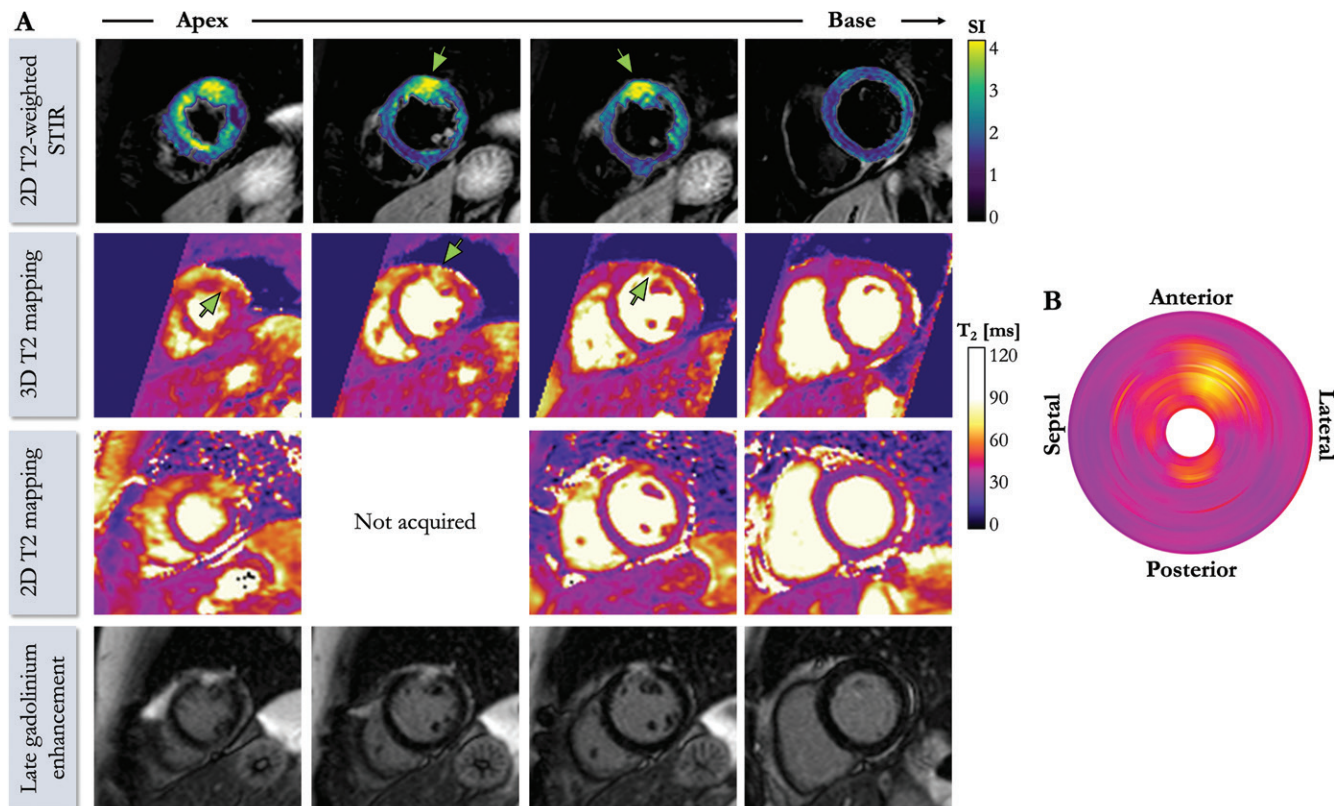 A
Apex
Base
SI
2D T2-weighted
STIR
4
3
2
1
0
3D T2 mapping
T₂ [ms]
120
90
60
30
0
2D T2 mapping
Not acquired
Late gadolinium
enhancement
B
Anterior
Septal
Lateral
Posterior